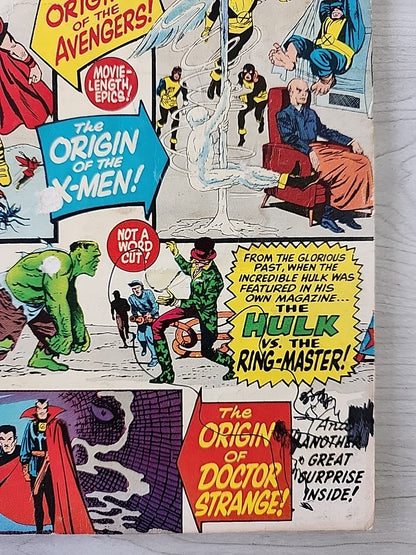 ORIGIN
OF THE
AVENGERS!
MOVIE-
LENGTH
EPICS!
The
ORIGIN
OF THE
X-MEN!
NOT A
WORD
CUT!
FROM THE GLORIOUS
PAST, WHEN THE
INCREDIBLE HULK WAS
FEATURED IN HIS
OWN MAGAZINE...
THE
HULK
VS. THE
RING-MASTER!
The
ORIGIN
OF
DOCTOR
STRANGE!
ANOTHER
GREAT
SURPRISE
INSIDE!